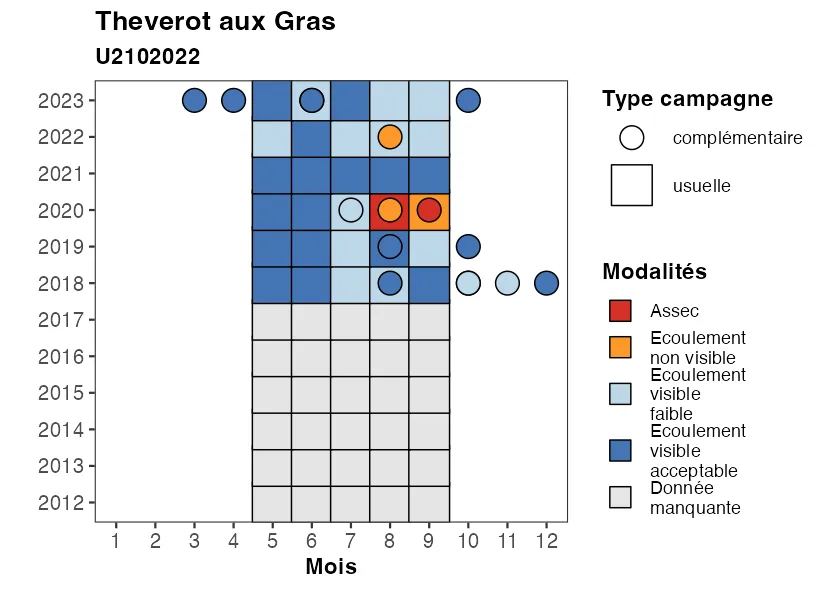 Theverot aux Gras
U2102022
2023
2022
2021
2020
2019
2018
2017
2016
2015
2014
2013
2012
1 2 3 4 5 6 7 8 9 10 11 12
Mois
Type campagne
complémentaire
usuelle
Modalités
Assec
Ecoulement
non visible
Ecoulement
visible
faible
Ecoulement
visible
acceptable
Donnée
manquante